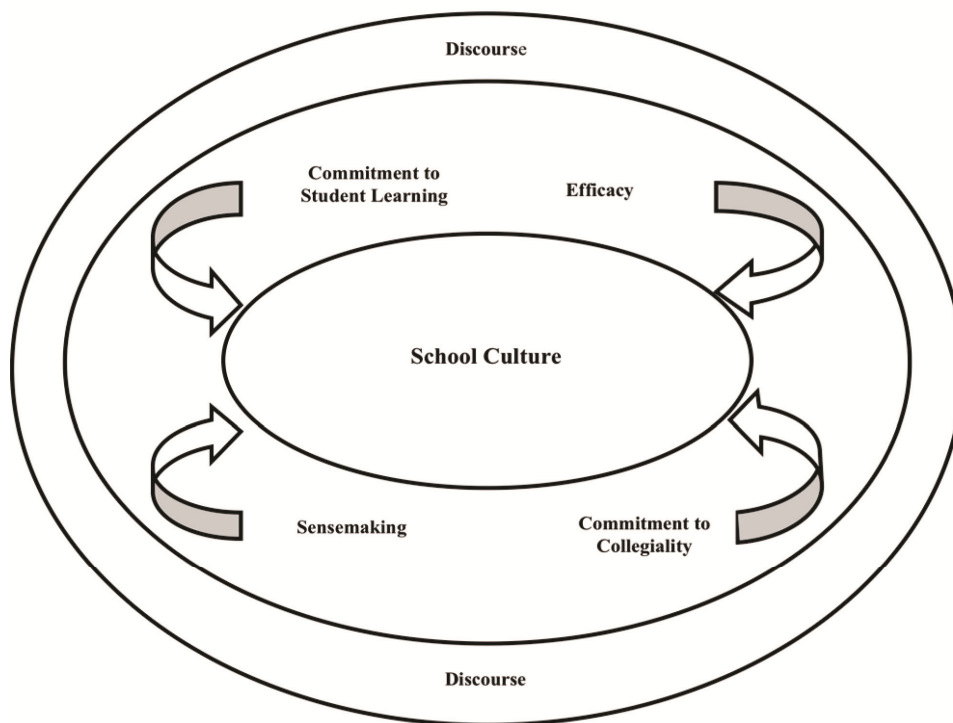 Discourse
Commitment to
Student Learning
Efficacy
School Culture
Sensemaking
Commitment to
Collegiality
Discourse